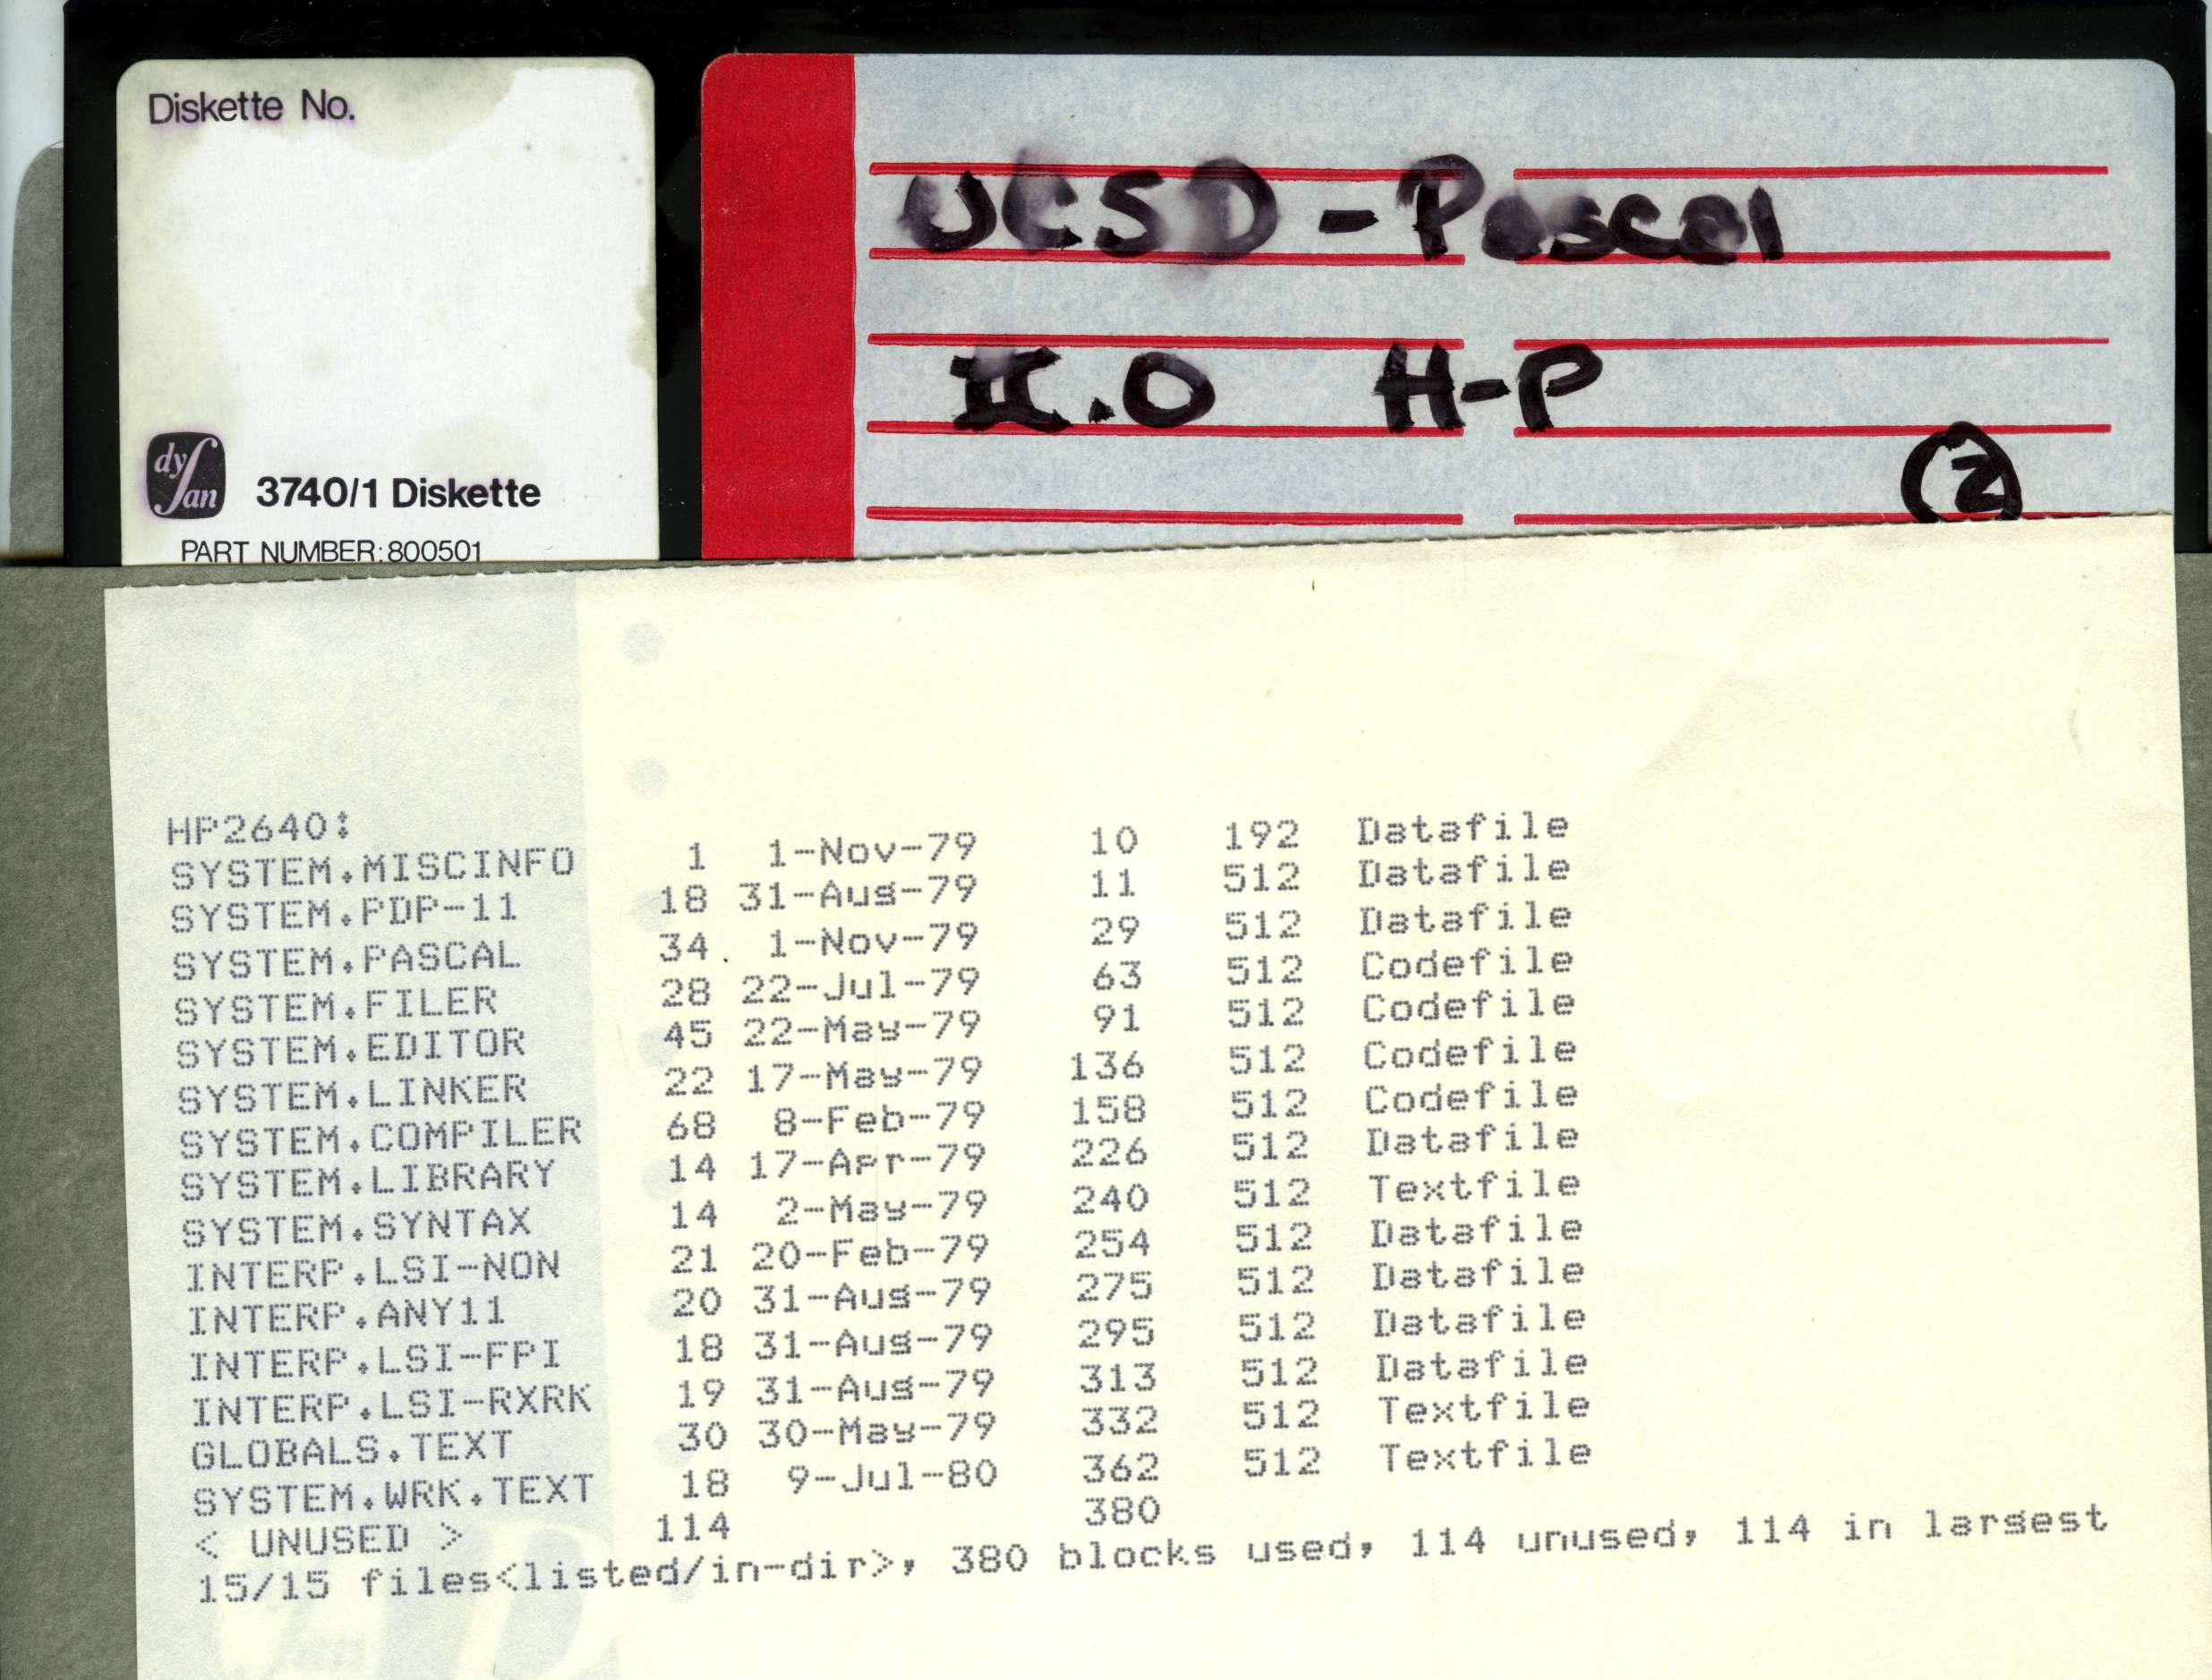 Diskette No.
dysan
3740/1 Diskette
PART NUMBER: 800501
UCSD - Pascal
II.0 H-P
2
HP2640:
SYSTEM.MISCINFO 1 1-Nov-79 10 192 Datafile
SYSTEM.PDP-11 18 31-Aug-79 11 512 Datafile
SYSTEM.PASCAL 34 1-Nov-79 29 512 Datafile
SYSTEM.FILER 28 22-Jul-79 63 512 Codefile
SYSTEM.EDITOR 45 22-May-79 91 512 Codefile
SYSTEM.LINKER 22 17-May-79 136 512 Codefile
SYSTEM.COMPILER 68 8-Feb-79 158 512 Codefile
SYSTEM.LIBRARY 14 17-Apr-79 226 512 Datafile
SYSTEM.SYNTAX 14 2-May-79 240 512 Textfile
INTERP.LSI-NON 21 20-Feb-79 254 512 Datafile
INTERP.ANY11 20 31-Aug-79 275 512 Datafile
INTERP.LSI-FPI 18 31-Aug-79 295 512 Datafile
INTERP.LSI-RXRK 19 31-Aug-79 313 512 Datafile
GLOBALS.TEXT 30 30-May-79 332 512 Textfile
SYSTEM.WRK.TEXT 18 9-Jul-80 362 512 Textfile
< UNUSED > 114 380
15/15 files<listed/in-dir>, 380 blocks used, 114 unused, 114 in largest